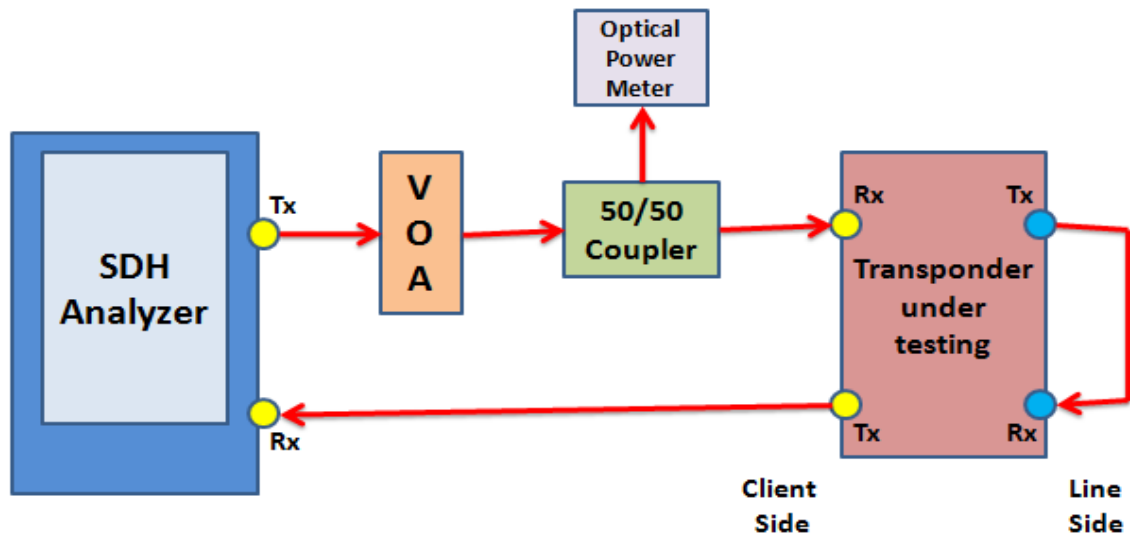 Optical
Power
Meter
SDH
Analyzer
Tx
Rx
V
O
A
50/50
Coupler
Rx
Tx
Transponder
under
testing
Tx
Rx
Client
Side
Line
Side